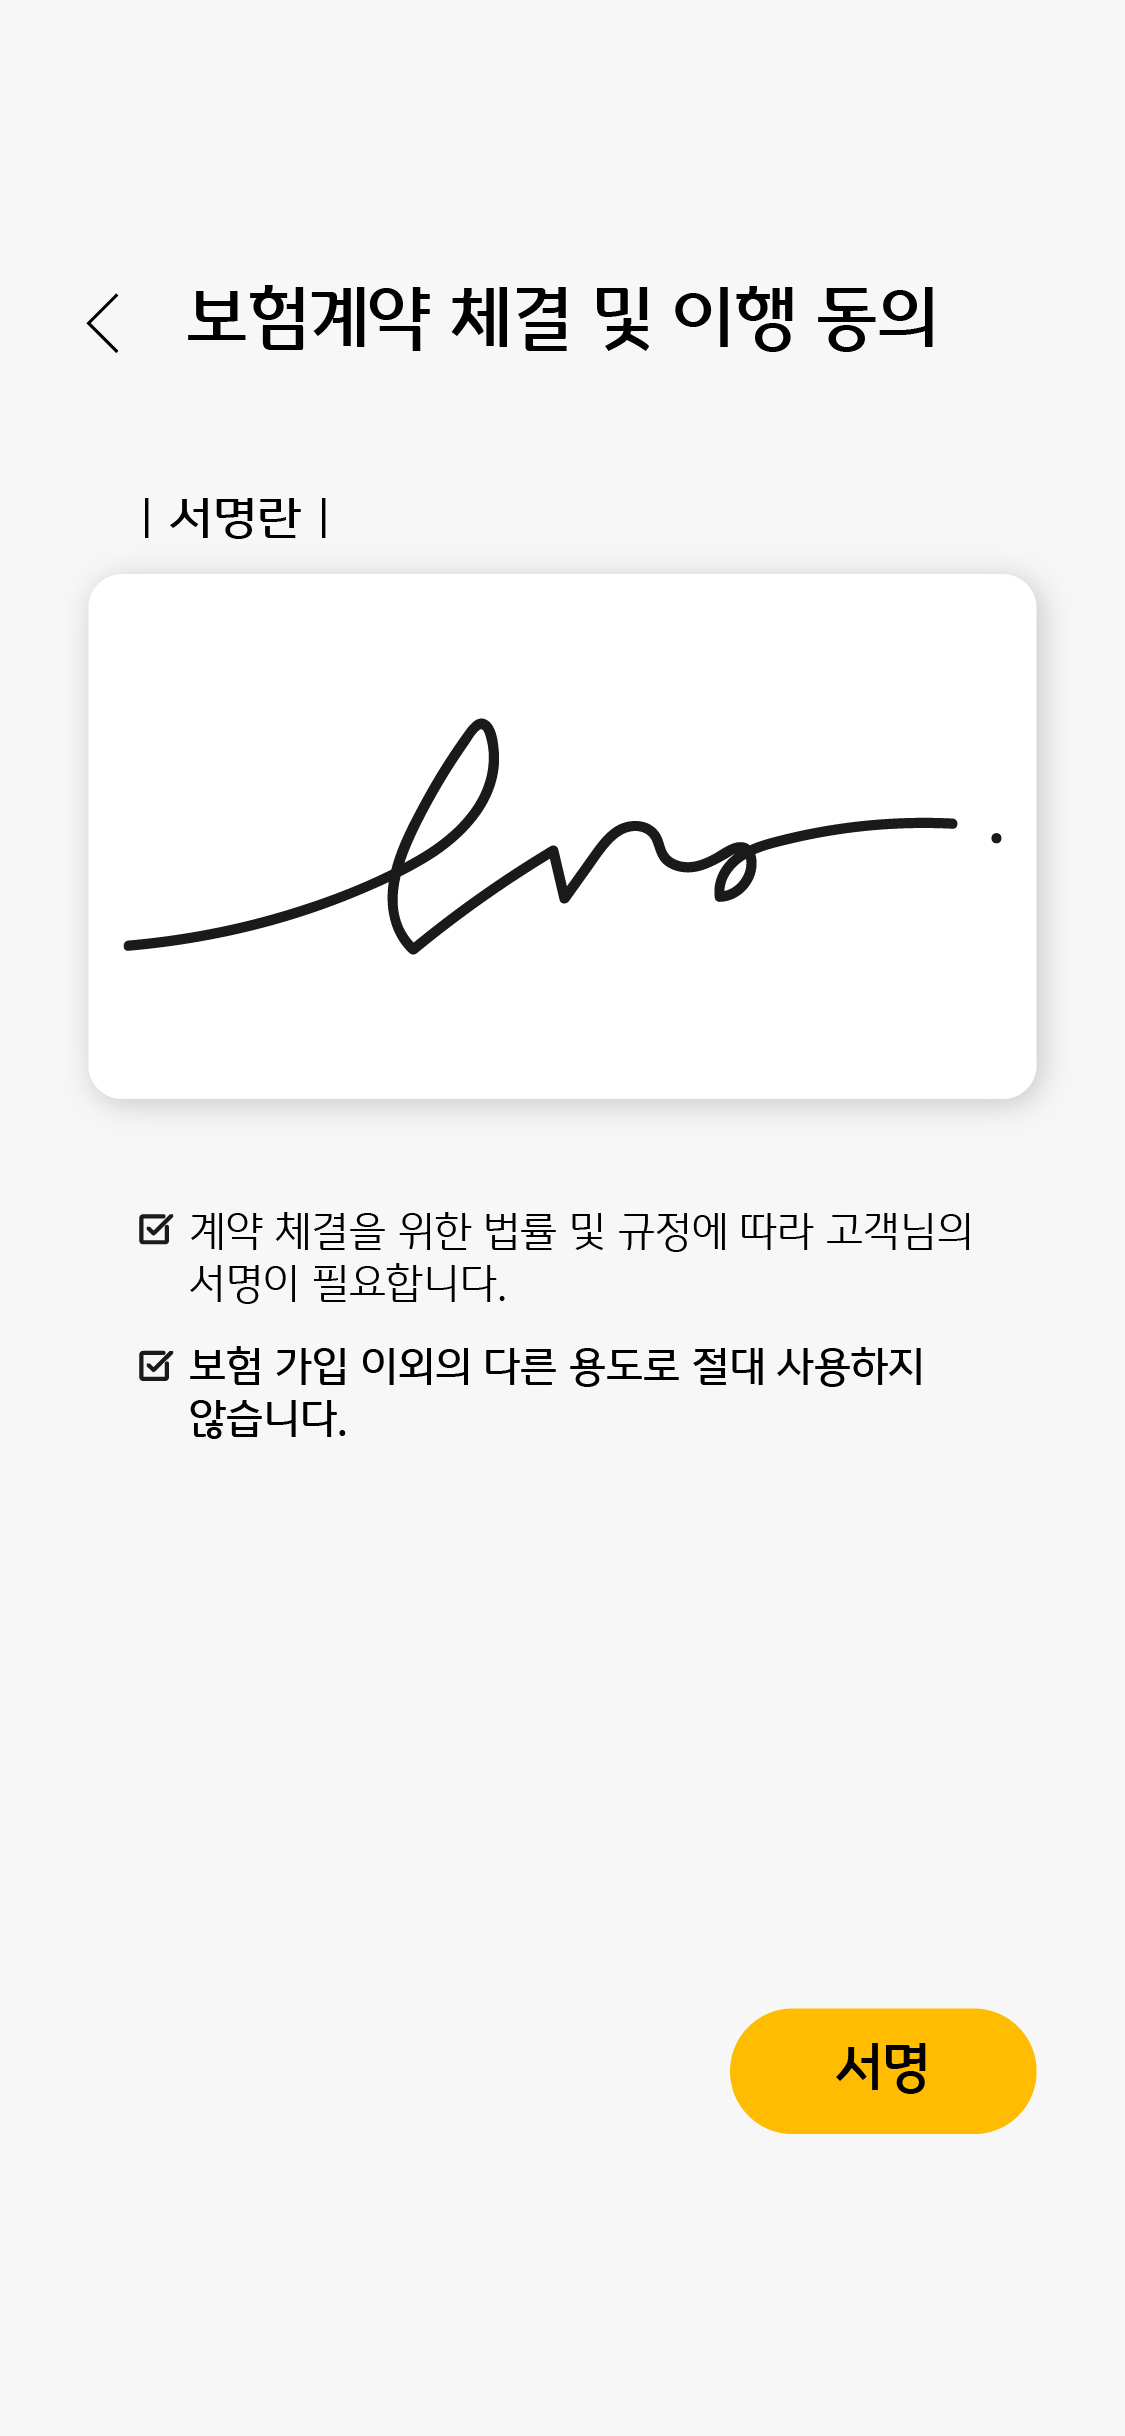 보험계약 체결 및 이행 동의
| 서명란 |
계약 체결을 위한 법률 및 규정에 따라 고객님의
서명이 필요합니다.
보험 가입 이외의 다른 용도로 절대 사용하지
않습니다.
서명